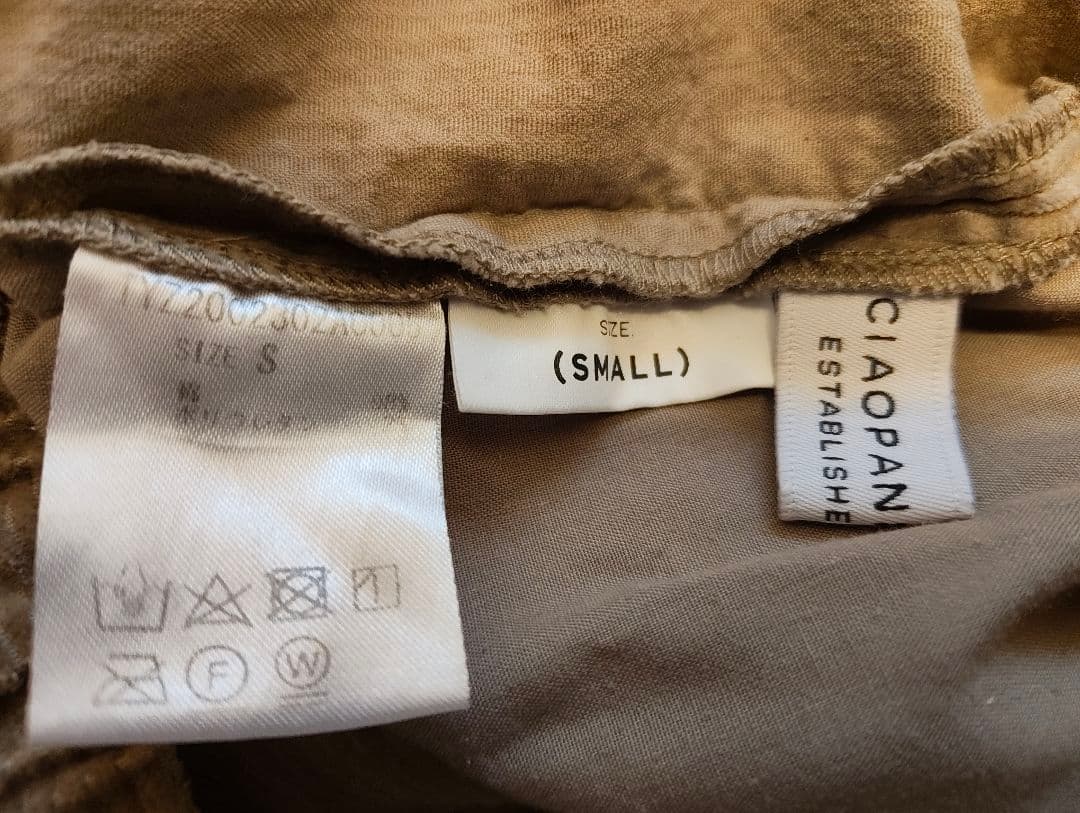 SIZE S
F
W
SIZE.
(SMALL)
CIAOPAN
ESTABLISHE